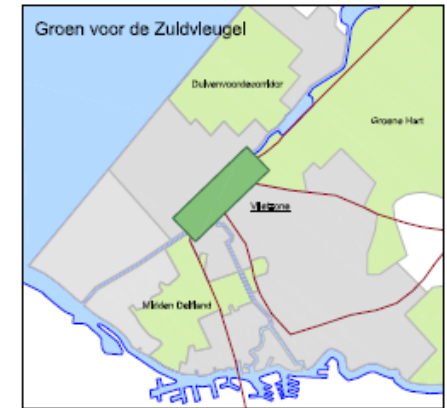 Groen voor de Zuidvleugel
Duivenvoordecorridor
Groene Hart
Vlietzone
Midden Delfland